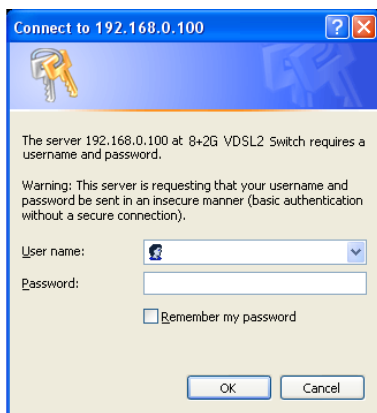 Connect to 192.168.0.100
The server 192.168.0.100 at 8+2G VDSL2 Switch requires a
username and password.
Warning: This server is requesting that your username and
password be sent in an insecure manner (basic authentication
without a secure connection).
User name:
Password:
Remember my password
OK Cancel